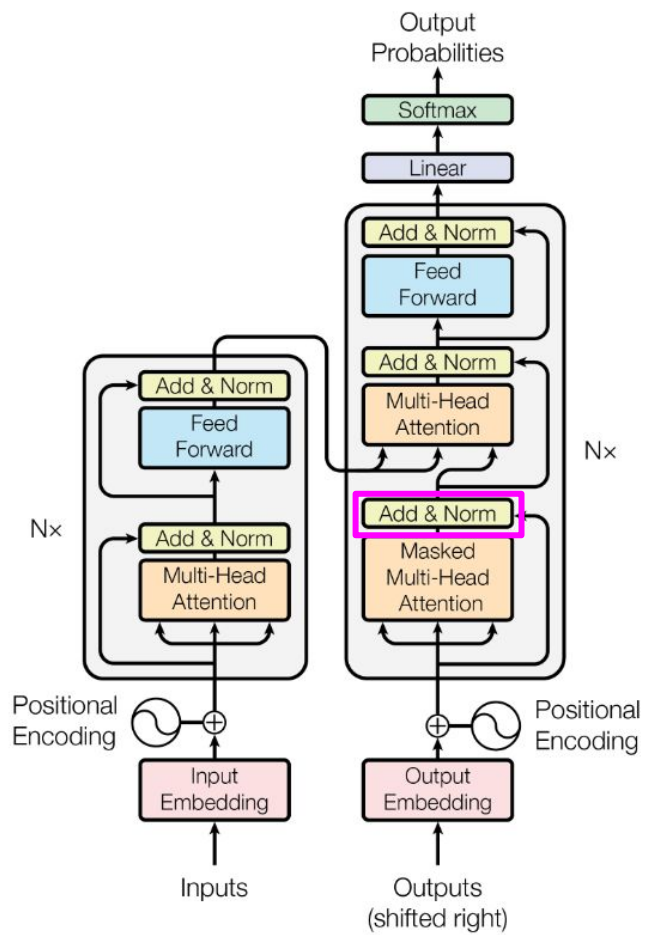 Output
Probabilities
Softmax
Linear
Add & Norm
Feed
Forward
Add & Norm
Multi-Head
Attention
Add & Norm
Masked
Multi-Head
Attention
N×
Add & Norm
Feed
Forward
Add & Norm
Multi-Head
Attention
N×
Positional
Encoding
Positional
Encoding
Input
Embedding
Output
Embedding
Inputs
Outputs
(shifted right)